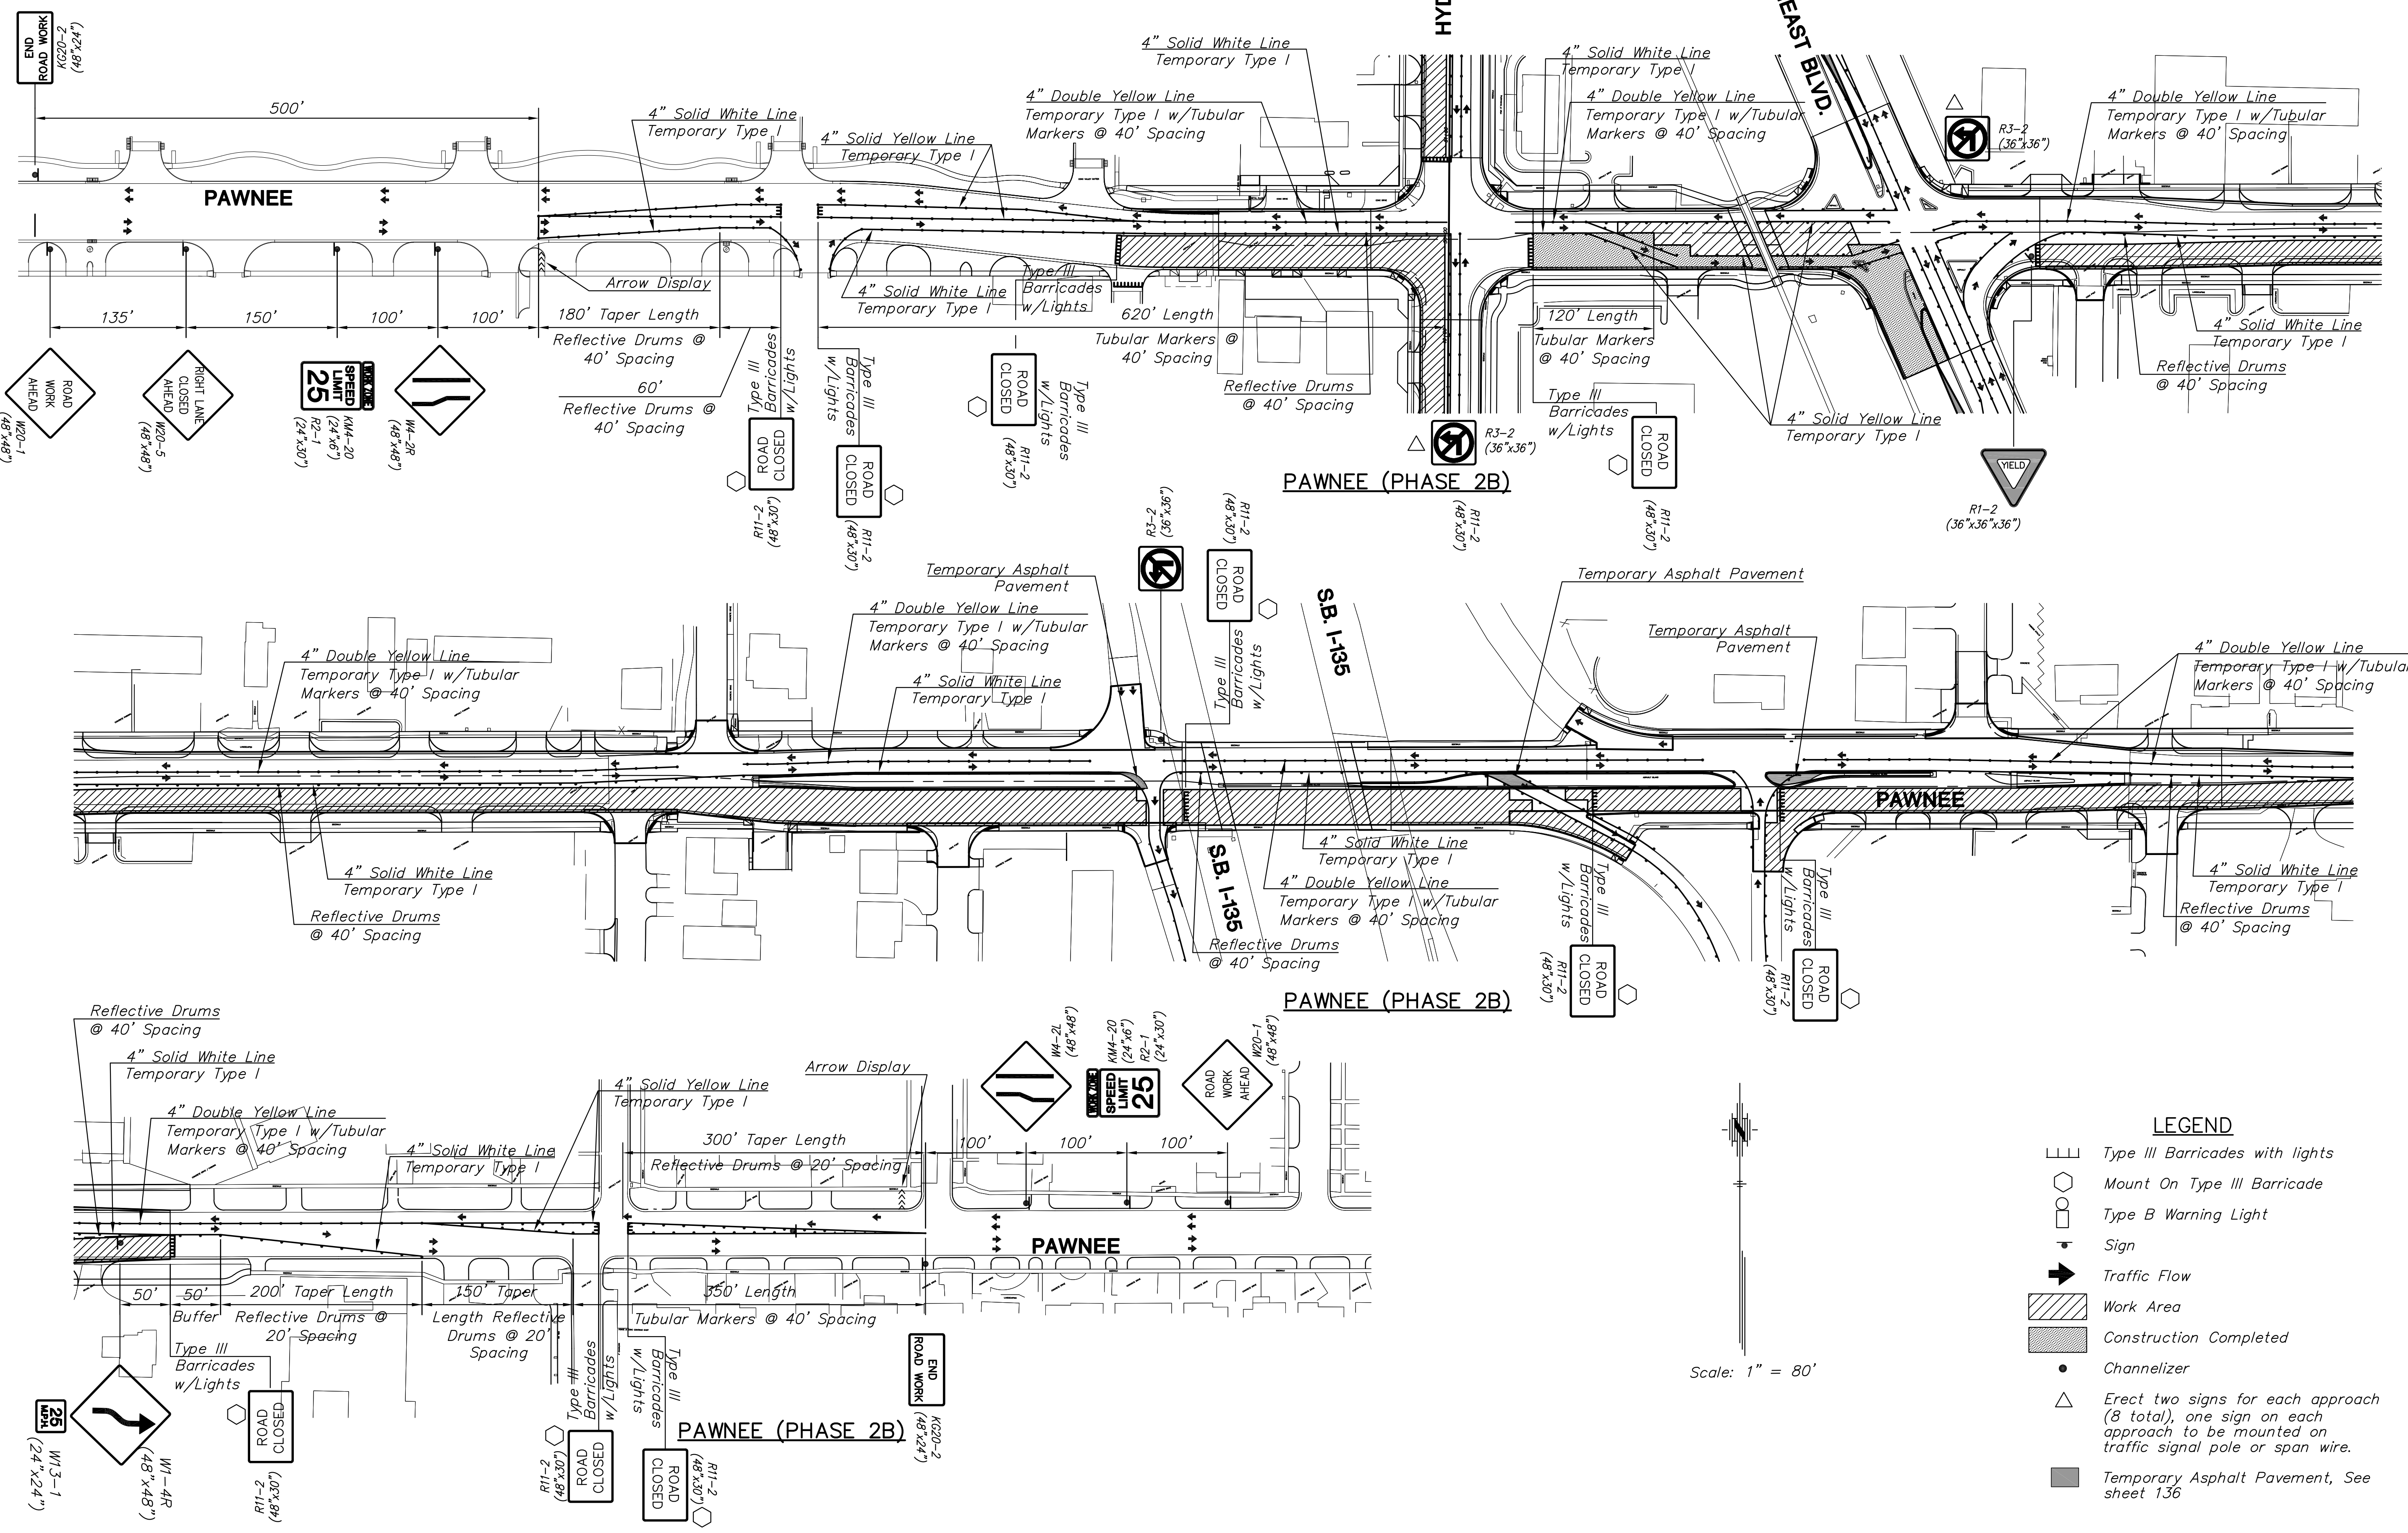 END
ROAD WORK
KG20-2
(48"x24")
500'
PAWNEE
4" Solid White Line
Temporary Type I
4" Solid Yellow Line
Temporary Type I
4" Double Yellow Line
Temporary Type I w/Tubular
Markers @ 40' Spacing
4" Solid White Line
Temporary Type I
HYD
4" Solid White Line
Temporary Type I
4" Double Yellow Line
Temporary Type I w/Tubular
Markers @ 40' Spacing
EAST BLVD.
R3-2
(36"x36")
4" Double Yellow Line
Temporary Type I w/Tubular
Markers @ 40' Spacing
135'
150'
100'
100'
Arrow Display
180' Taper Length
Reflective Drums @
40' Spacing
60'
Reflective Drums @
40' Spacing
4" Solid White Line
Temporary Type I
Type III
Barricades
w/Lights
620' Length
Tubular Markers @
40' Spacing
Reflective Drums
@ 40' Spacing
120' Length
Tubular Markers
@ 40' Spacing
Type III
Barricades
w/Lights
4" Solid Yellow Line
Temporary Type I
4" Solid White Line
Temporary Type I
Reflective Drums
@ 40' Spacing
ROAD
WORK
AHEAD
W20-1
(48"x48")
RIGHT LANE
CLOSED
AHEAD
W20-5
(48"x48")
WORK ZONE
SPEED
LIMIT
25
KM4-20
(24"x6")
R2-1
(24"x30")
W4-2R
(48"x48")
Type III
Barricades
w/Lights
ROAD
CLOSED
R11-2
(48"x30")
Type III
Barricades
w/Lights
ROAD
CLOSED
R11-2
(48"x30")
ROAD
CLOSED
R11-2
(48"x30")
Type III
Barricades
w/Lights
R3-2
(36"x36")
R11-2
(48"x30")
ROAD
CLOSED
R11-2
(48"x30")
YIELD
R1-2
(36"x36"x36")
PAWNEE (PHASE 2B)
4" Double Yellow Line
Temporary Type I w/Tubular
Markers @ 40' Spacing
Temporary Asphalt
Pavement
4" Double Yellow Line
Temporary Type I w/Tubular
Markers @ 40' Spacing
4" Solid White Line
Temporary Type I
R3-2
(36"x36")
R11-2
(48"x30")
ROAD
CLOSED
Type III
Barricades
w/Lights
S.B. I-135
Temporary Asphalt Pavement
Temporary Asphalt
Pavement
4" Double Yellow Line
Temporary Type I w/Tubular
Markers @ 40' Spacing
PAWNEE
4" Solid White Line
Temporary Type I
Reflective Drums
@ 40' Spacing
S.B. I-135
4" Solid White Line
Temporary Type I
4" Double Yellow Line
Temporary Type I w/Tubular
Markers @ 40' Spacing
Reflective Drums
@ 40' Spacing
Type III
Barricades
w/Lights
ROAD
CLOSED
R11-2
(48"x30")
Type III
Barricades
w/Lights
ROAD
CLOSED
R11-2
(48"x30")
4" Solid White Line
Temporary Type I
Reflective Drums
@ 40' Spacing
PAWNEE (PHASE 2B)
Reflective Drums
@ 40' Spacing
4" Solid White Line
Temporary Type I
4" Double Yellow Line
Temporary Type I w/Tubular
Markers @ 40' Spacing
4" Solid White Line
Temporary Type I
4" Solid Yellow Line
Temporary Type I
Arrow Display
300' Taper Length
Reflective Drums @ 20' Spacing
W4-2L
(48"x48")
KM4-20
(24"x6")
R2-1
(24"x30")
WORK ZONE
SPEED
LIMIT
25
W20-1
(48"x48")
ROAD
WORK
AHEAD
100'
100'
100'
PAWNEE
50'
50'
Buffer
200' Taper Length
Reflective Drums @
20' Spacing
150' Taper
Length Reflective
Drums @ 20'
Spacing
350' Length
Tubular Markers @ 40' Spacing
Type III
Barricades
w/Lights
25
M.P.H.
W13-1
(24"x24")
W1-4R
(48"x48")
ROAD
CLOSED
R11-2
(48"x30")
Type III
Barricades
w/Lights
ROAD
CLOSED
R11-2
(48"x30")
Type III
Barricades
w/Lights
ROAD
CLOSED
R11-2
(48"x30")
END
ROAD WORK
KG20-2
(48"x24")
PAWNEE (PHASE 2B)
N
Scale: 1" = 80'
LEGEND
Type III Barricades with lights
Mount On Type III Barricade
Type B Warning Light
Sign
Traffic Flow
Work Area
Construction Completed
Channelizer
Erect two signs for each approach
(8 total), one sign on each
approach to be mounted on
traffic signal pole or span wire.
Temporary Asphalt Pavement, See
sheet 136